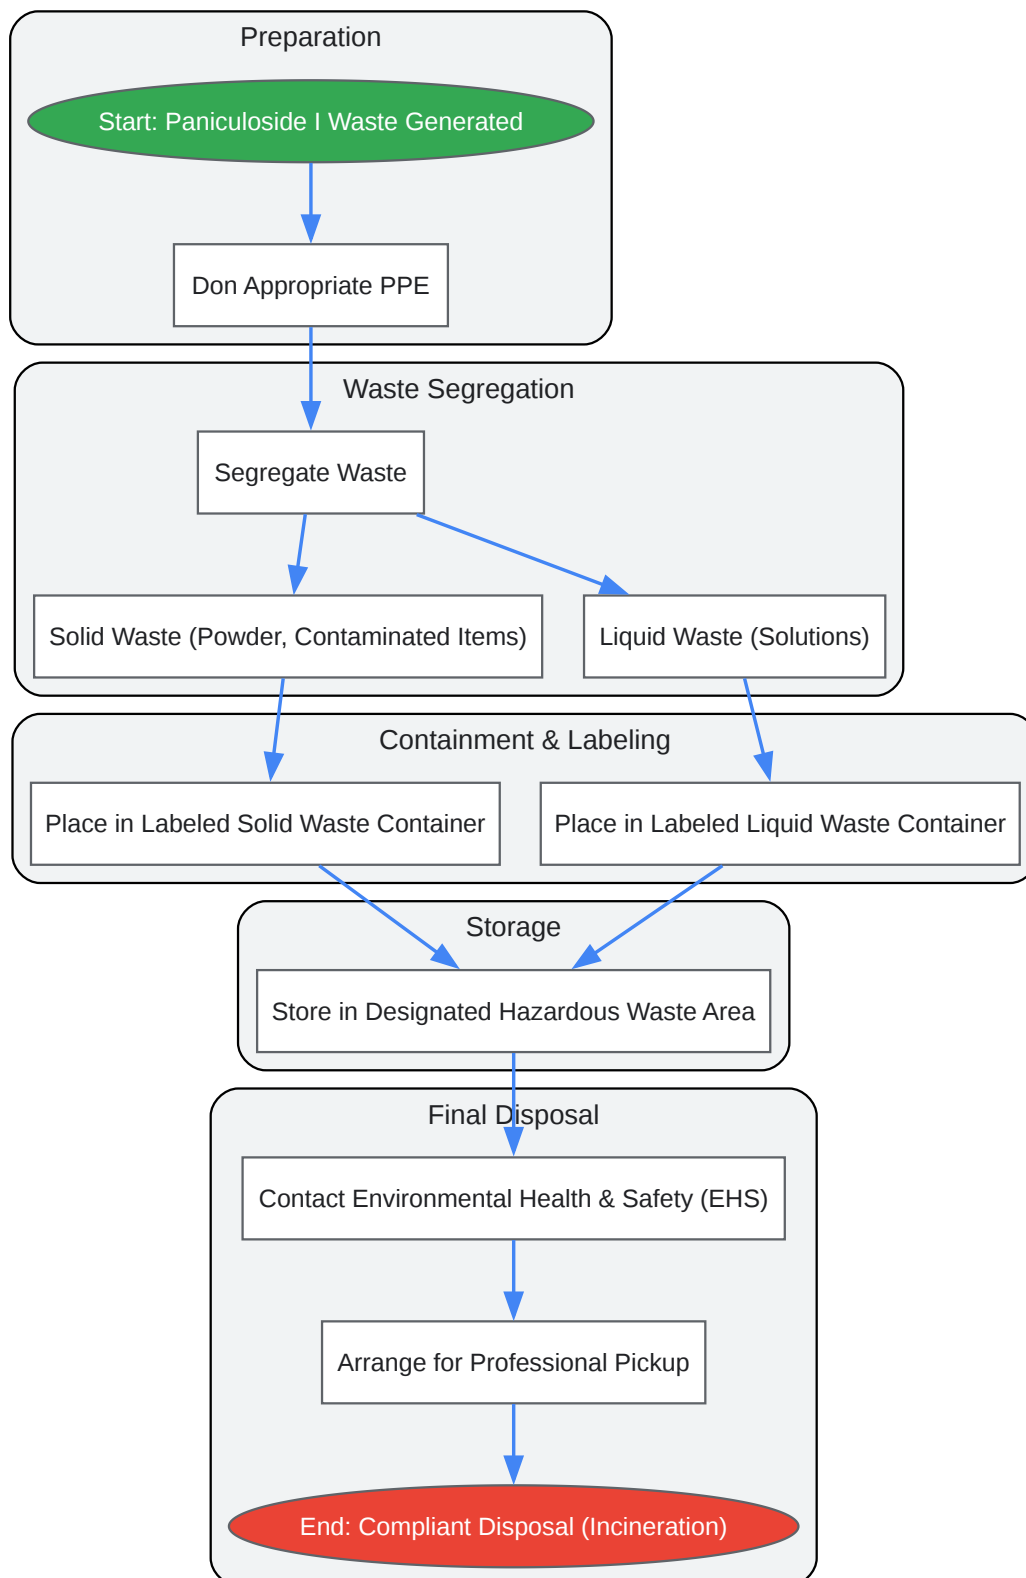 Preparation
Start: Paniculoside I Waste Generated
Don Appropriate PPE
Waste Segregation
Segregate Waste
Solid Waste (Powder, Contaminated Items)
Liquid Waste (Solutions)
Containment & Labeling
Place in Labeled Solid Waste Container
Place in Labeled Liquid Waste Container
Storage
Store in Designated Hazardous Waste Area
Final Disposal
Contact Environmental Health & Safety (EHS)
Arrange for Professional Pickup
End: Compliant Disposal (Incineration)